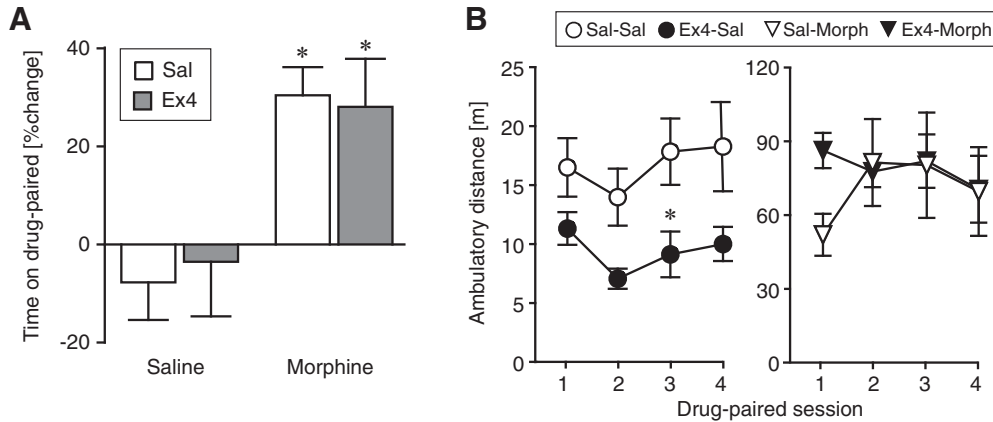 A
Time on drug-paired [%change]
40
20
0
-20
Sal
Ex4
*
*
Saline
Morphine
B
Sal-Sal Ex4-Sal Sal-Morph Ex4-Morph
Ambulatory distance [m]
25
20
15
10
5
0
*
1 2 3 4
120
90
60
30
0
1 2 3 4
Drug-paired session